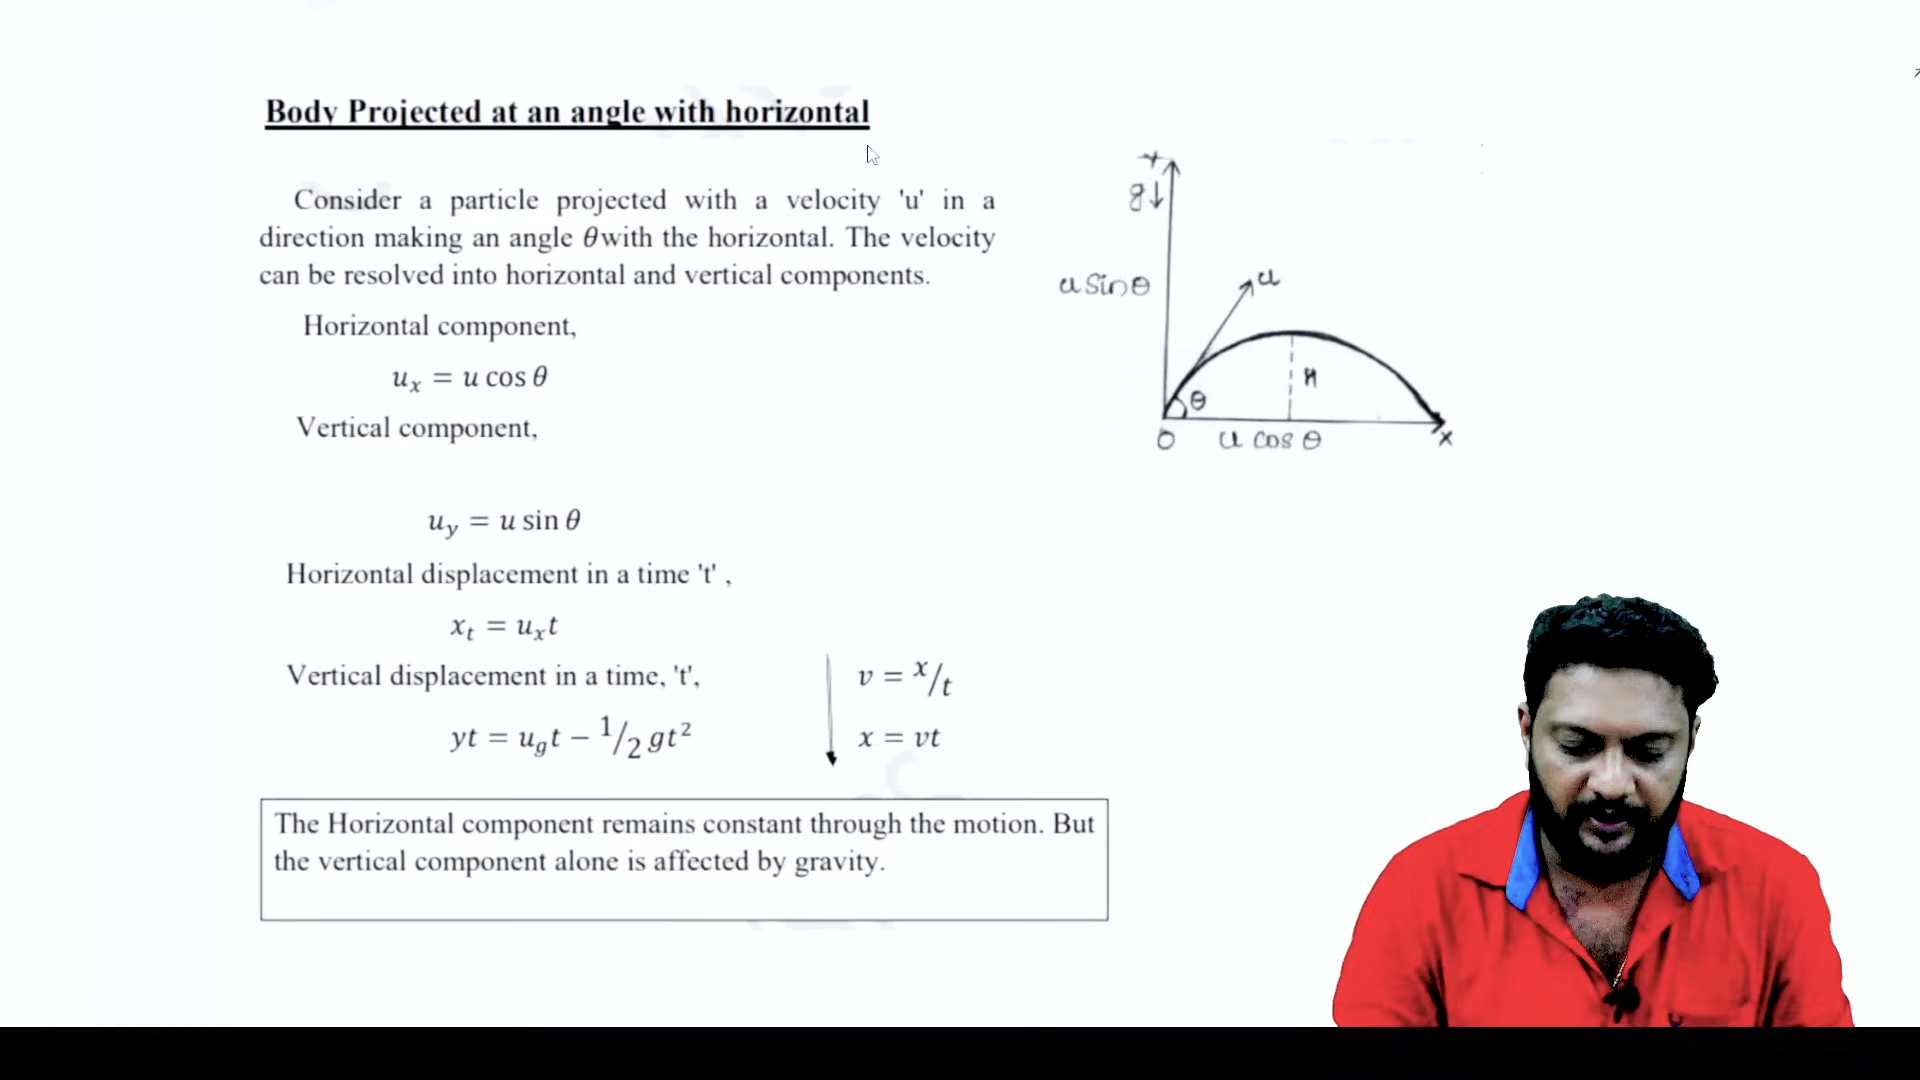 Body Projected at an angle with horizontal
Consider a particle projected with a velocity 'u' in a
direction making an angle θwith the horizontal. The velocity
can be resolved into horizontal and vertical components.
Horizontal component,
uₓ = u cos θ
Vertical component,
u_y = u sin θ
Horizontal displacement in a time 't' ,
x_t = uₓt
Vertical displacement in a time, 't',
yt = u_gt − 1/2 gt²
v = x/t
x = vt
The Horizontal component remains constant through the motion. But
the vertical component alone is affected by gravity.
g↓
u sinθ
u
H
θ
O
u cos θ
x